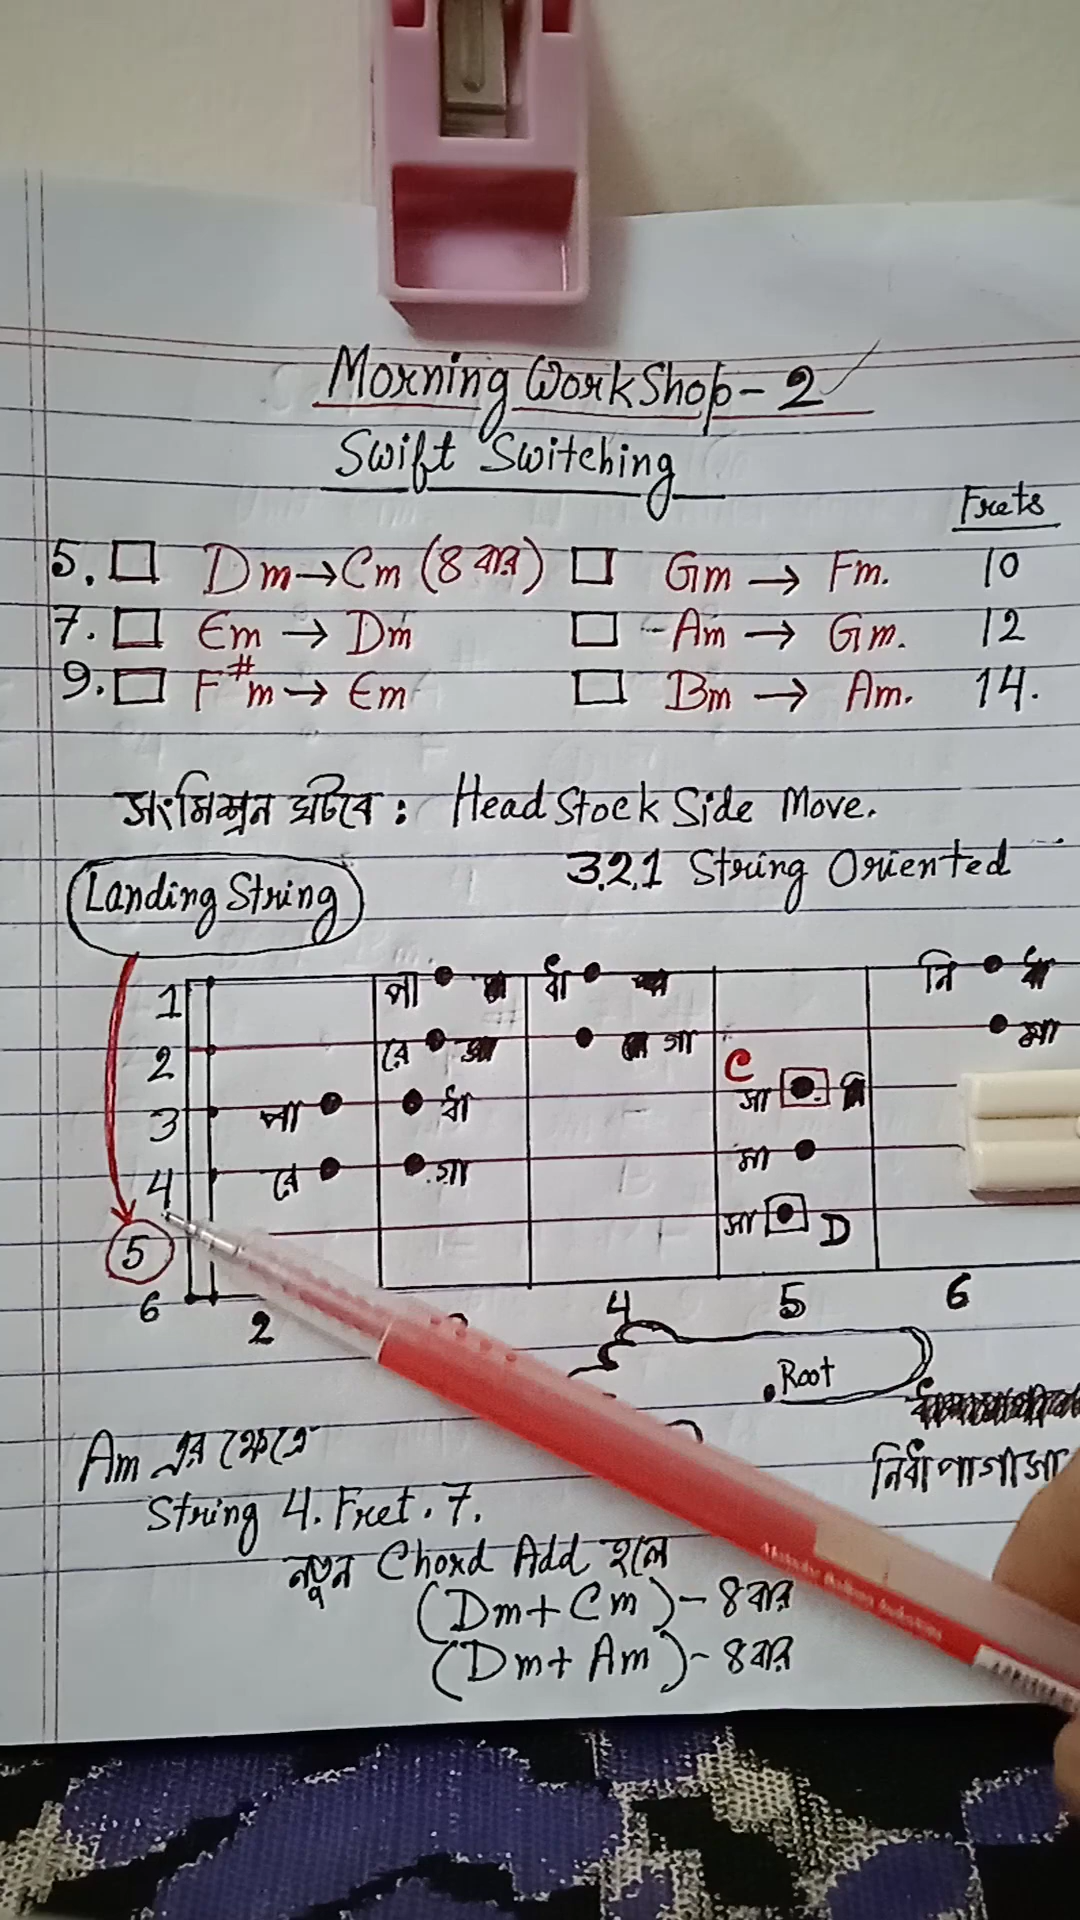 Morning WorkShop-2
Swift Switching
Frets
5. Dm→Cm (8 বার) Gm → Fm. 10
7. Em → Dm Am → Gm. 12
9. F#m → Em Bm → Am. 14.
সংমিশ্রন ঘটবে : Head Stock Side Move.
3.2.1 String Oriented
Landing String
1 পা ধা নি
2 রে গা মা
C
3 পা ধা সা
4 রে গা মা
5 সা D
6
2 4 5 6
Root
Am এর ক্ষেত্রে
নির্ধাপাগাসা
String 4. Fret. 7.
নতুন Chord Add হলে
(Dm+Cm)-8বার
(Dm+Am)-8বার